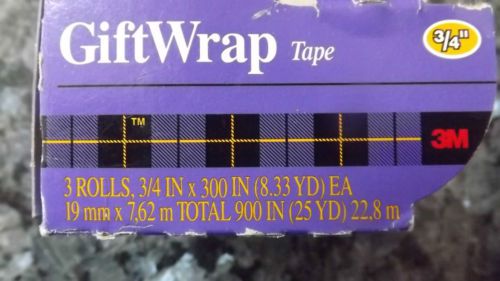 GiftWrap Tape 3/4"
TM
3M
3 ROLLS, 3/4 IN x 300 IN (8.33 YD) EA
19 mm x 7,62 m TOTAL 900 IN (25 YD) 22,8 m